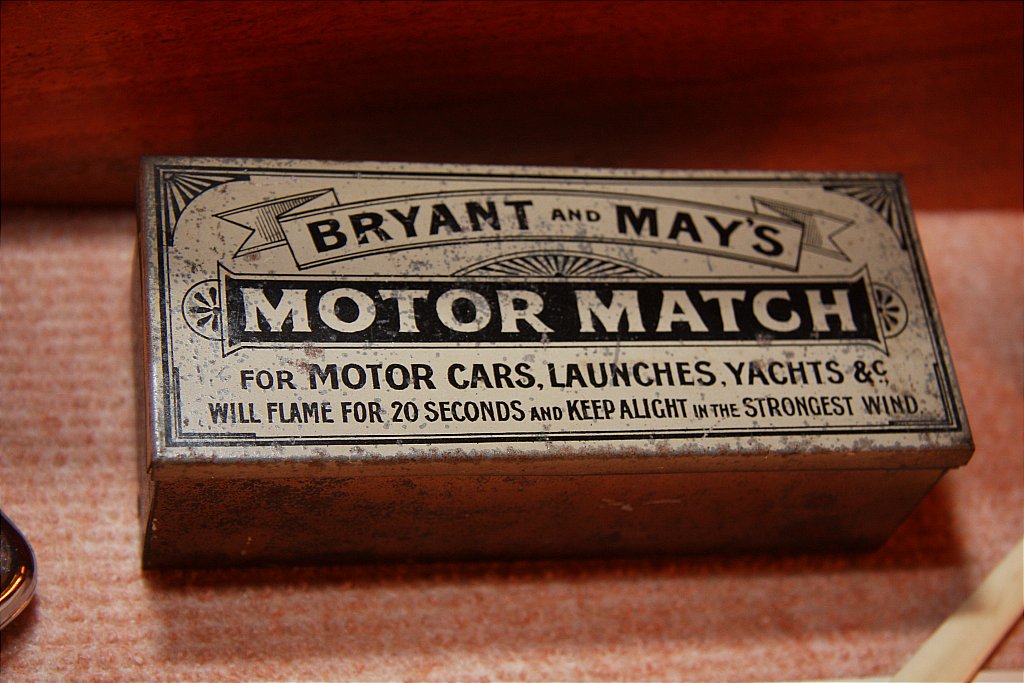 BRYANT AND MAY'S
MOTOR MATCH
FOR MOTOR CARS, LAUNCHES, YACHTS &C.
WILL FLAME FOR 20 SECONDS AND KEEP ALIGHT IN THE STRONGEST WIND.